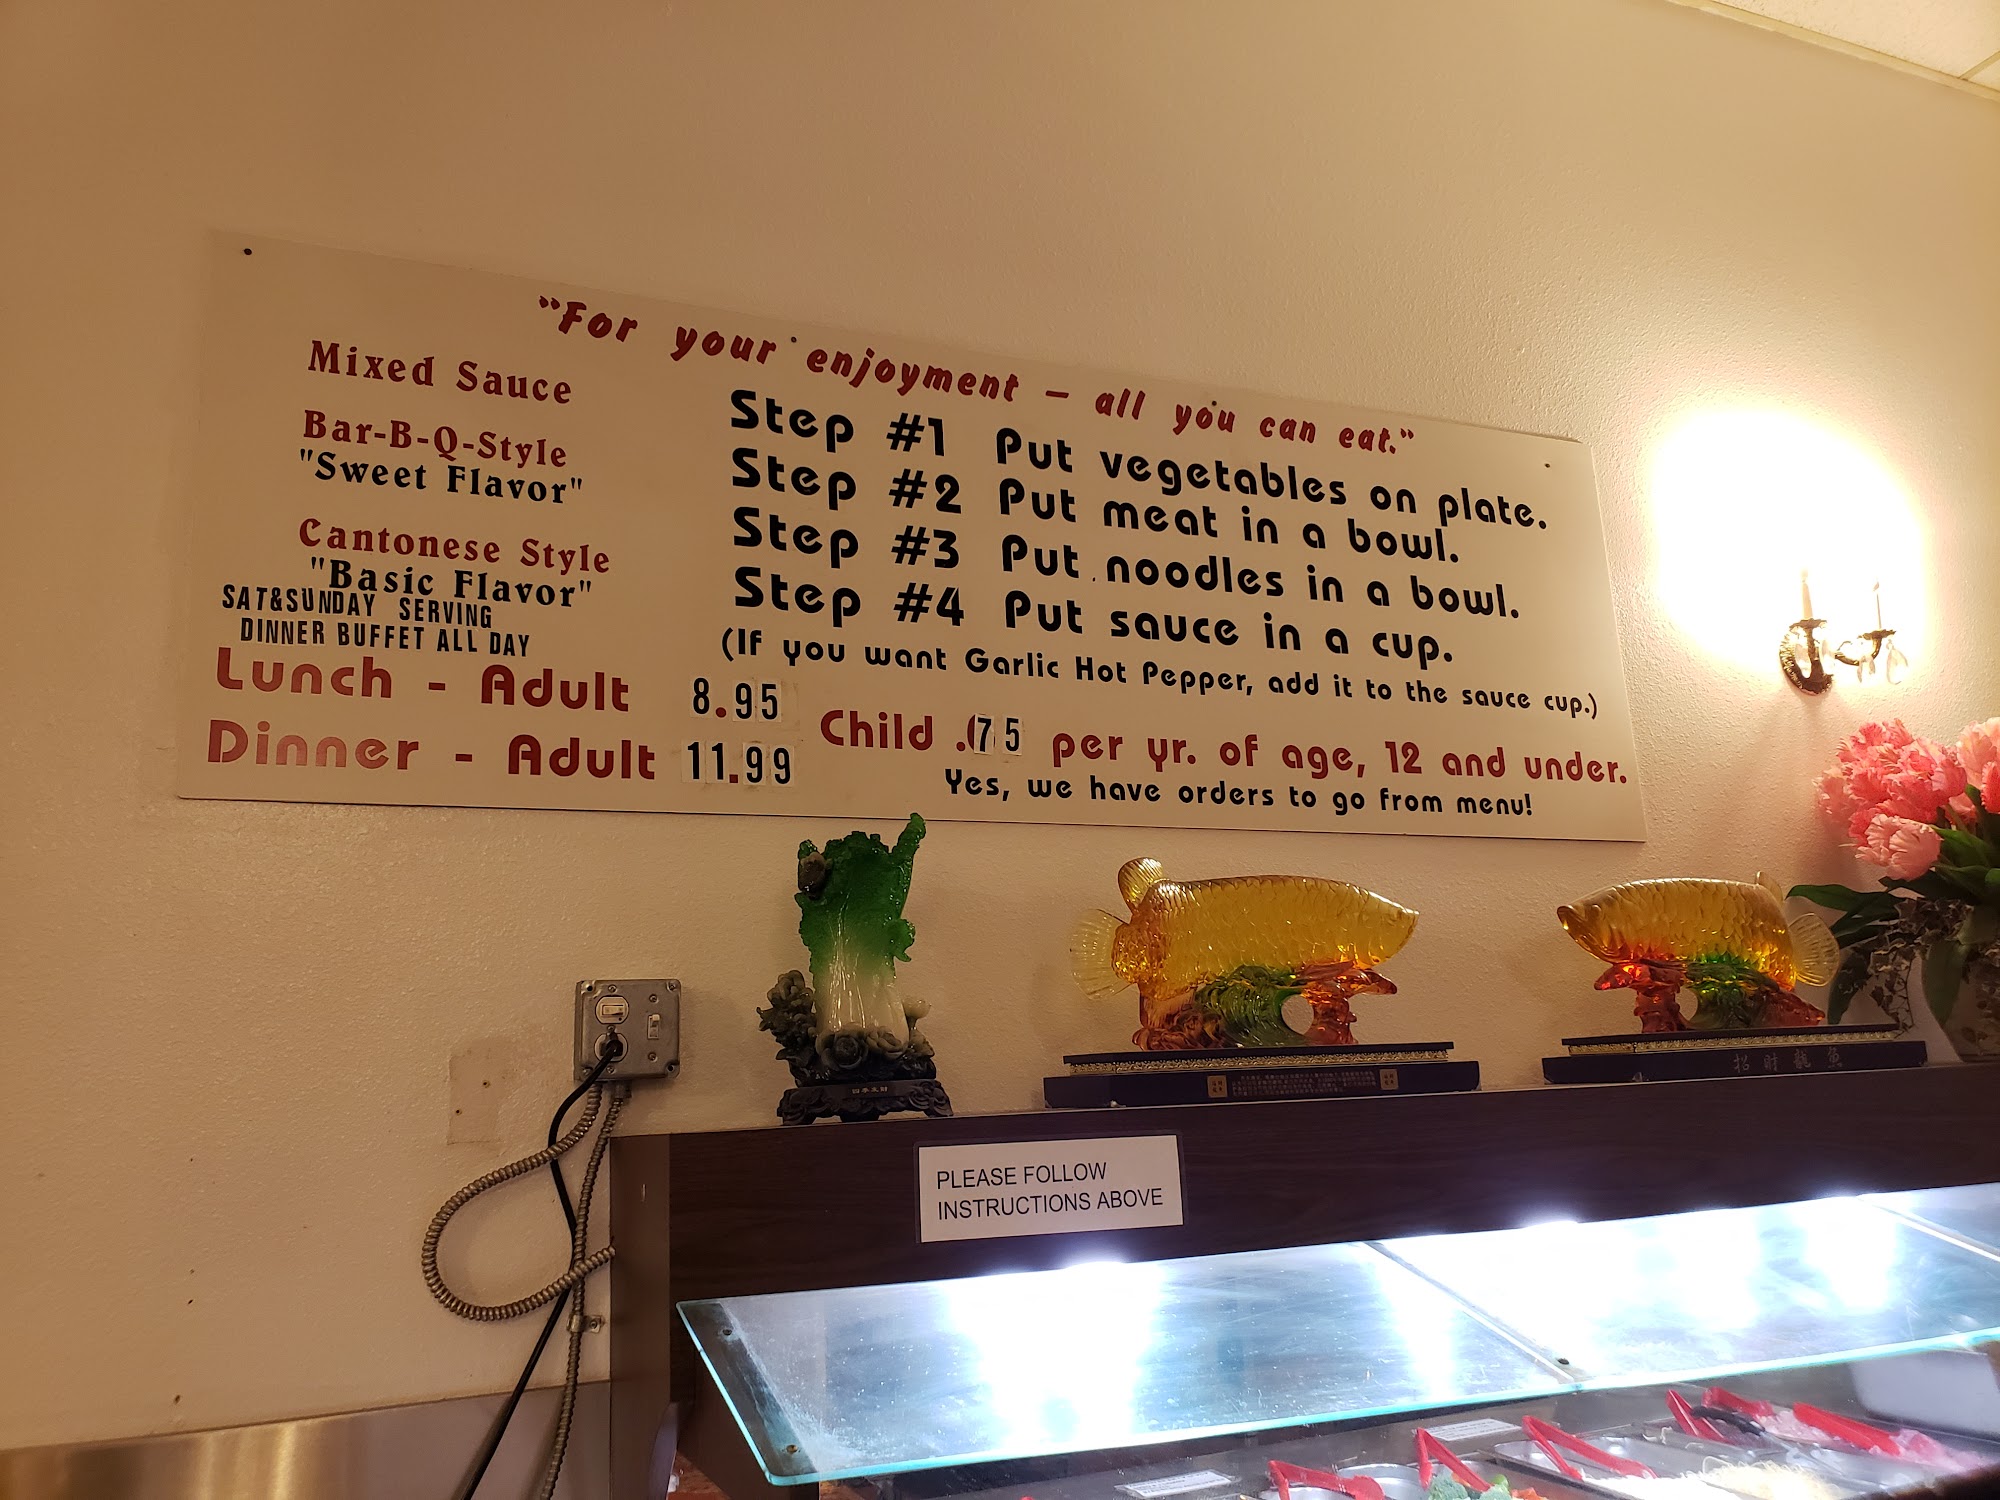 "For your enjoyment – all you can eat."
Mixed Sauce
Bar-B-Q-Style
"Sweet Flavor"
Cantonese Style
"Basic Flavor"
SAT&SUNDAY SERVING
DINNER BUFFET ALL DAY
Step #1 Put vegetables on plate.
Step #2 Put meat in a bowl.
Step #3 Put noodles in a bowl.
Step #4 Put sauce in a cup.
(If you want Garlic Hot Pepper, add it to the sauce cup.)
Lunch - Adult 8.95
Dinner - Adult 11.99
Child .75 per yr. of age, 12 and under.
Yes, we have orders to go from menu!
招財龍魚
PLEASE FOLLOW
INSTRUCTIONS ABOVE